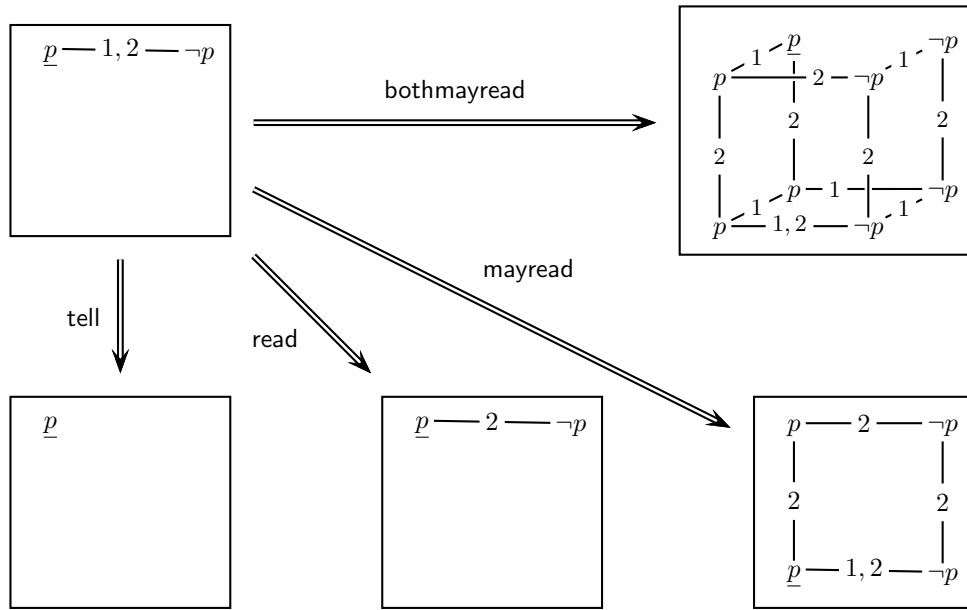 p 1, 2 ¬p
bothmayread
p ¬p
1 1
p 2 ¬p
2 2
2 2
p 1 ¬p
1 1
p 1, 2 ¬p
mayread
tell
read
p
p 2 ¬p
p 2 ¬p
2 2
p 1, 2 ¬p